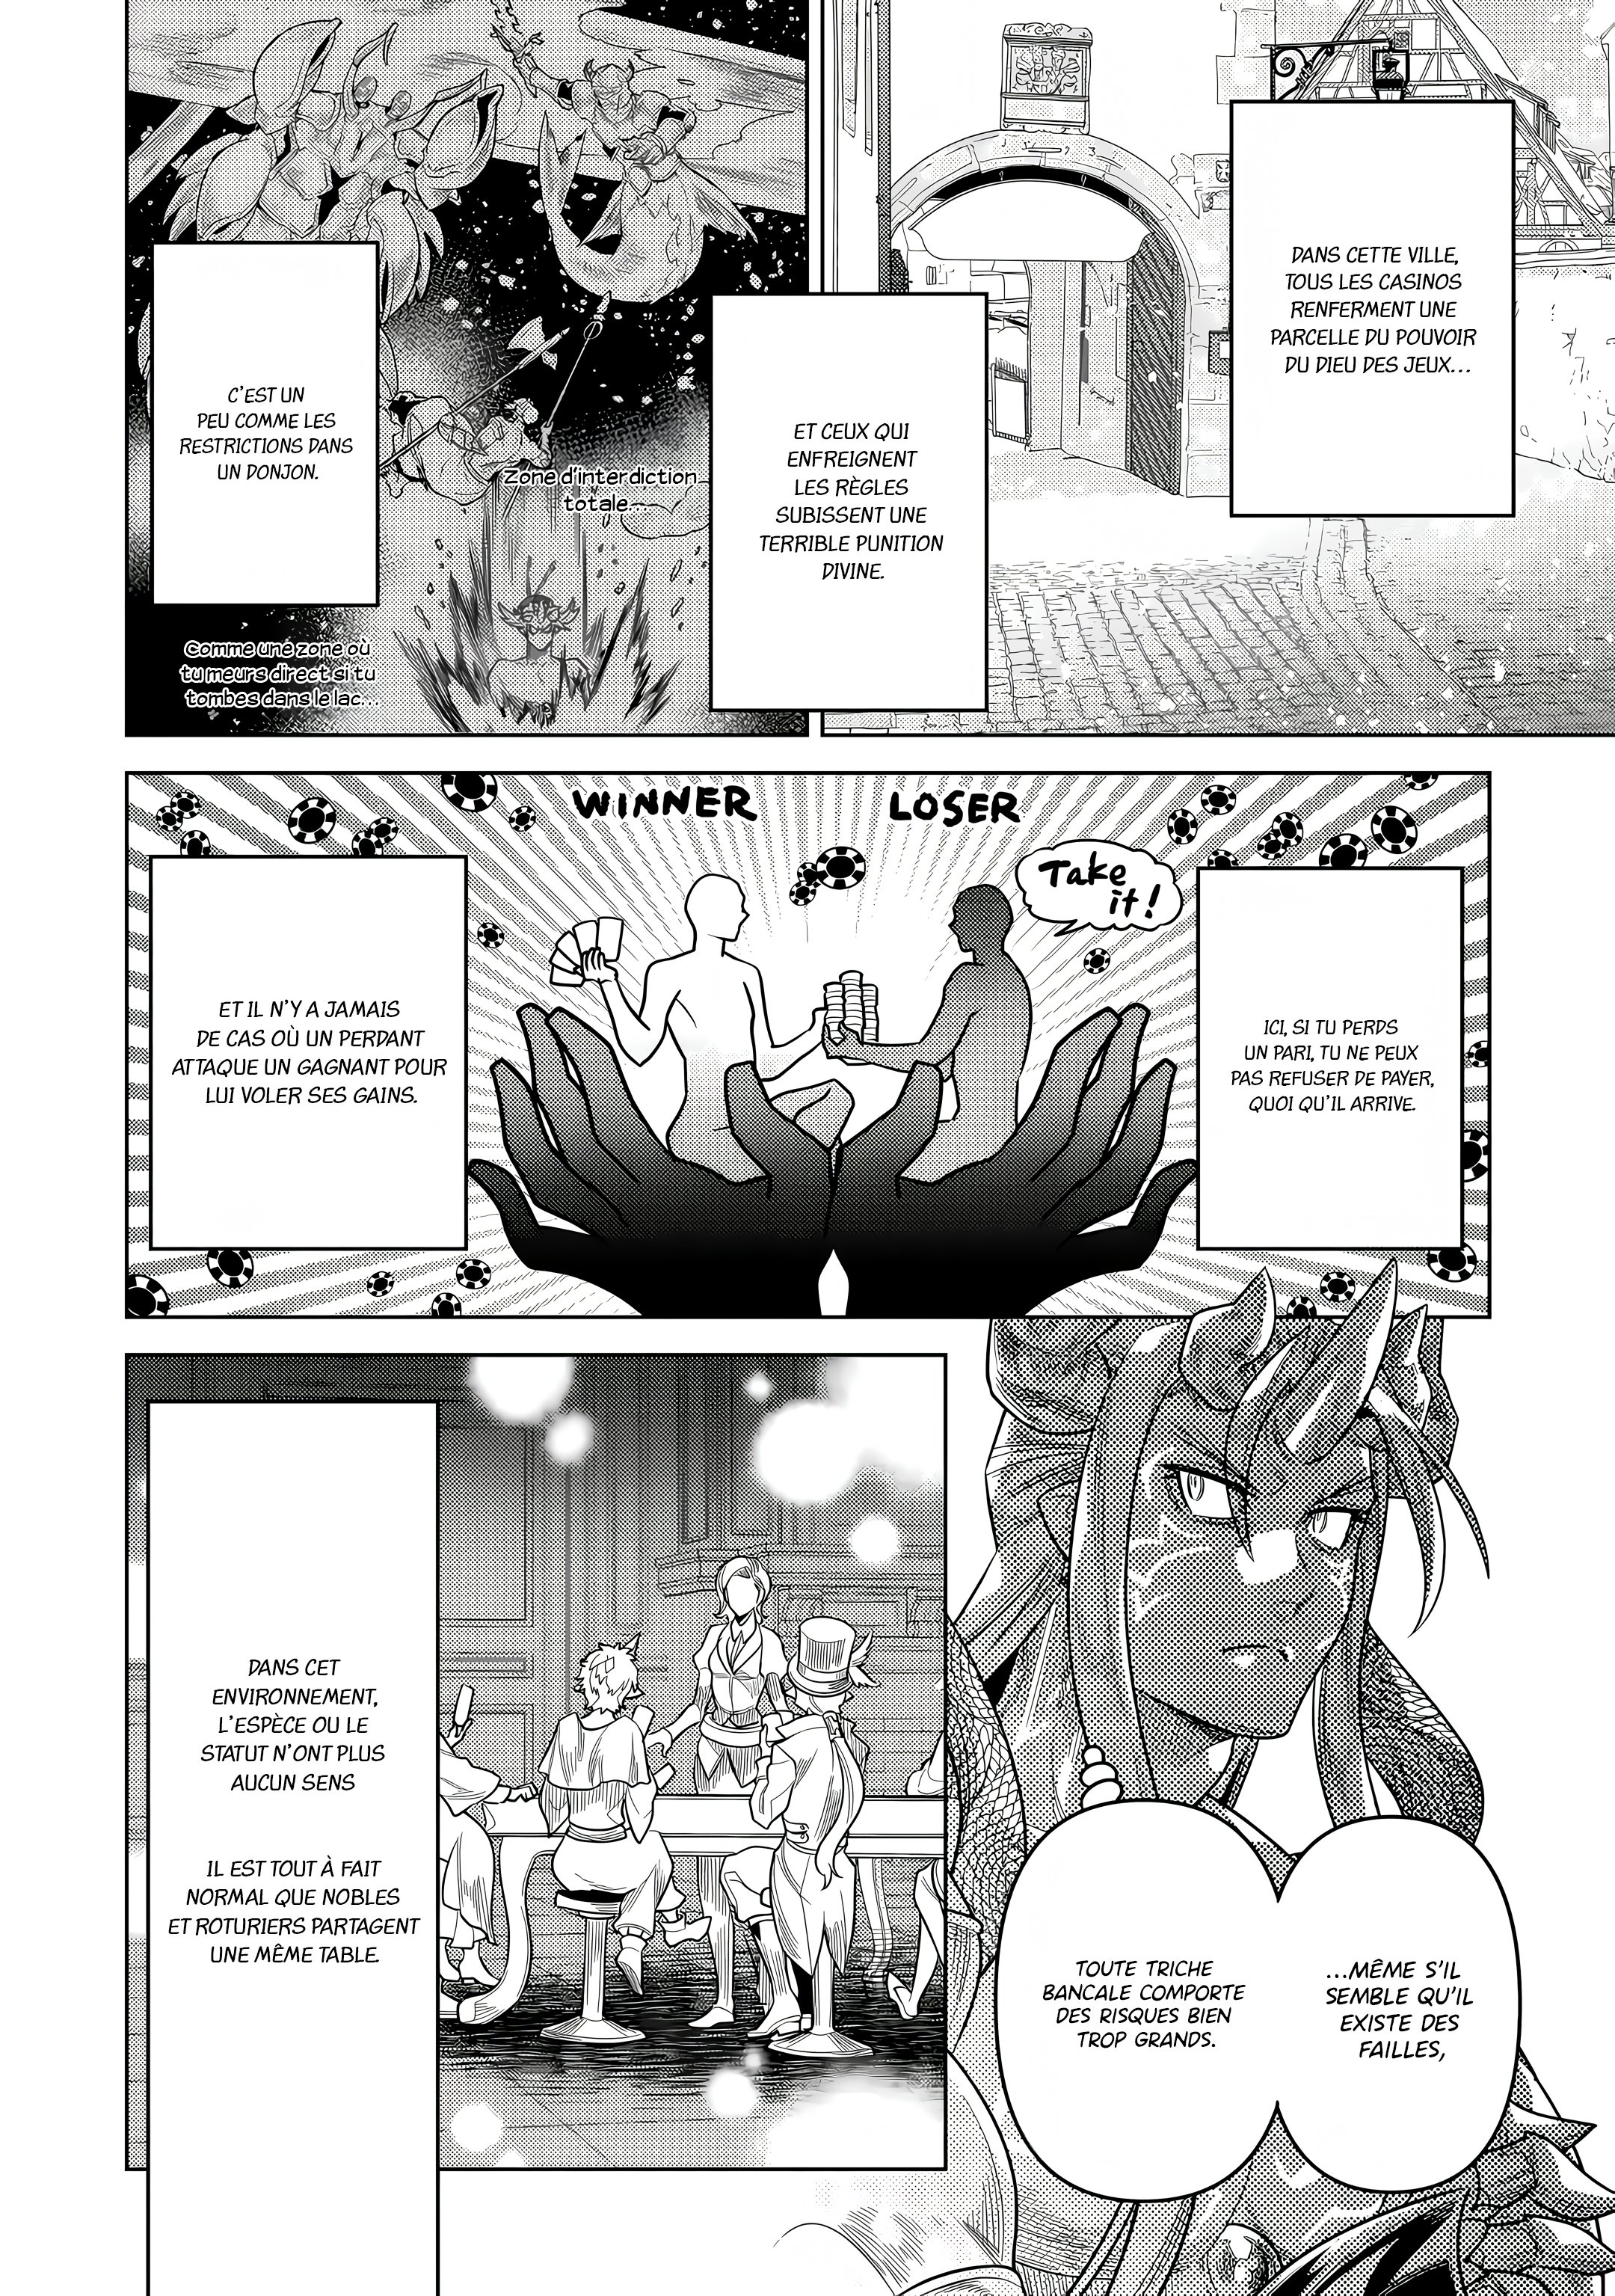 DANS CETTE VILLE,
TOUS LES CASINOS
RENFERMENT UNE
PARCELLE DU POUVOIR
DU DIEU DES JEUX...
ET CEUX QUI
ENFREIGNENT
LES RÈGLES
SUBISSENT UNE
TERRIBLE PUNITION
DIVINE.
C'EST UN
PEU COMME LES
RESTRICTIONS DANS
UN DONJON.
Zone d'interdiction
totale...
Comme une zone où
tu meurs direct si tu
tombes dans le lac...
WINNER
LOSER
Take
it!
ICI, SI TU PERDS
UN PARI, TU NE PEUX
PAS REFUSER DE PAYER,
QUOI QU'IL ARRIVE.
ET IL N'Y A JAMAIS
DE CAS OÙ UN PERDANT
ATTAQUE UN GAGNANT POUR
LUI VOLER SES GAINS.
...MÊME S'IL
SEMBLE QU'IL
EXISTE DES
FAILLES,
TOUTE TRICHE
BANCALE COMPORTE
DES RISQUES BIEN
TROP GRANDS.
DANS CET
ENVIRONNEMENT,
L'ESPÈCE OU LE
STATUT N'ONT PLUS
AUCUN SENS
IL EST TOUT À FAIT
NORMAL QUE NOBLES
ET ROTURIERS PARTAGENT
UNE MÊME TABLE.